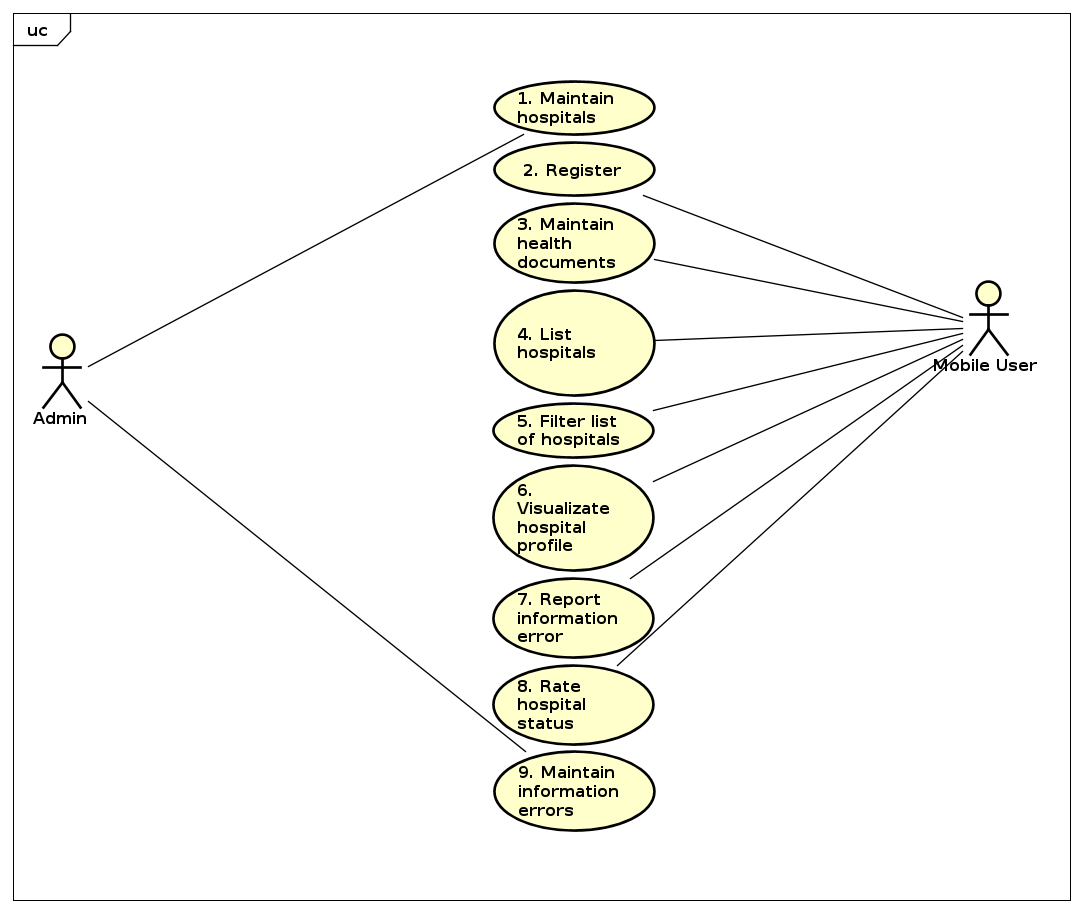 uc
1. Maintain
hospitals
2. Register
3. Maintain
health
documents
4. List
hospitals
5. Filter list
of hospitals
6.
Visualizate
hospital
profile
7. Report
information
error
8. Rate
hospital
status
9. Maintain
information
errors
Admin
Mobile User